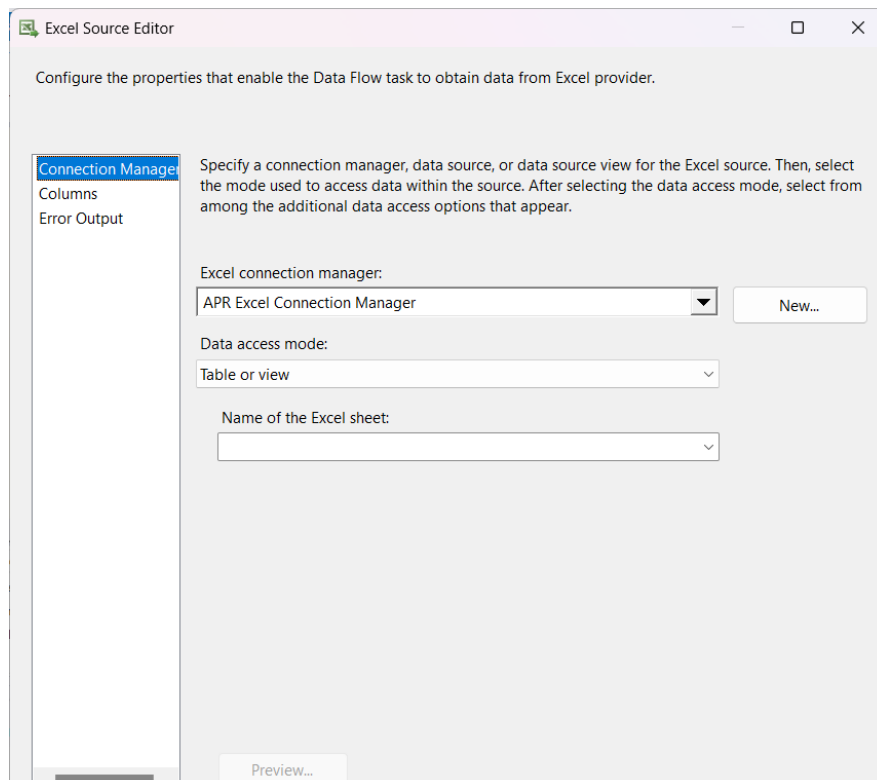 Excel Source Editor
Configure the properties that enable the Data Flow task to obtain data from Excel provider.
Connection Manager
Columns
Error Output
Specify a connection manager, data source, or data source view for the Excel source. Then, select
the mode used to access data within the source. After selecting the data access mode, select from
among the additional data access options that appear.
Excel connection manager:
APR Excel Connection Manager
New...
Data access mode:
Table or view
Name of the Excel sheet:
Preview...